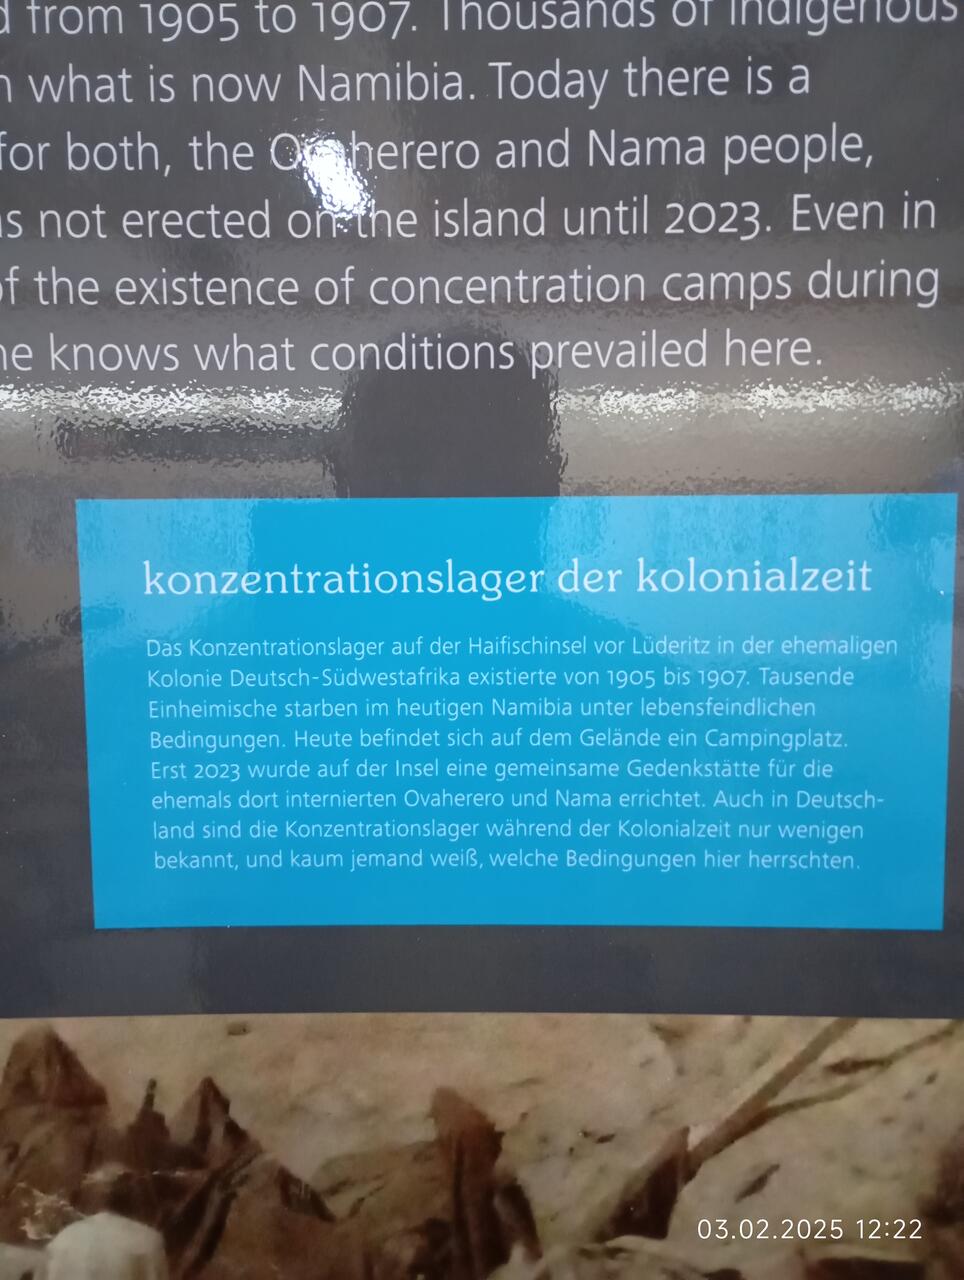 from 1905 to 1907. Thousands of Indigenous
what is now Namibia. Today there is a
for both, the Ovaherero and Nama people,
not erected on the island until 2023. Even in
of the existence of concentration camps during
knows what conditions prevailed here.
konzentrationslager der kolonialzeit
Das Konzentrationslager auf der Haifischinsel vor Lüderitz in der ehemaligen
Kolonie Deutsch-Südwestafrika existierte von 1905 bis 1907. Tausende
Einheimische starben im heutigen Namibia unter lebensfeindlichen
Bedingungen. Heute befindet sich auf dem Gelände ein Campingplatz.
Erst 2023 wurde auf der Insel eine gemeinsame Gedenkstätte für die
ehemals dort internierten Ovaherero und Nama errichtet. Auch in Deutsch-
land sind die Konzentrationslager während der Kolonialzeit nur wenigen
bekannt, und kaum jemand weiß, welche Bedingungen hier herrschten.
03.02.2025 12:22